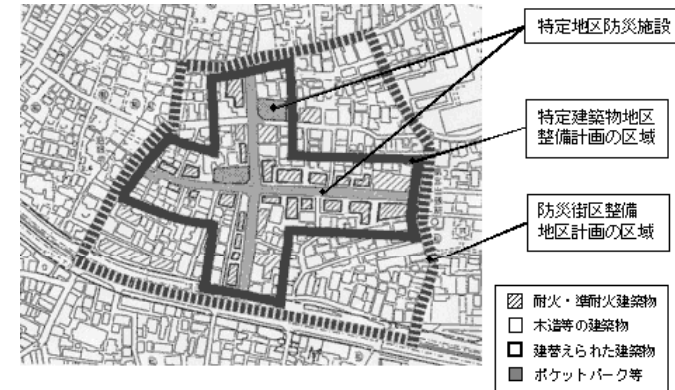 特定地区防災施設
特定建築物地区
整備計画の区域
防災街区整備
地区計画の区域
耐火・準耐火建築物
木造等の建築物
建替えられた建築物
ポケットパーク等